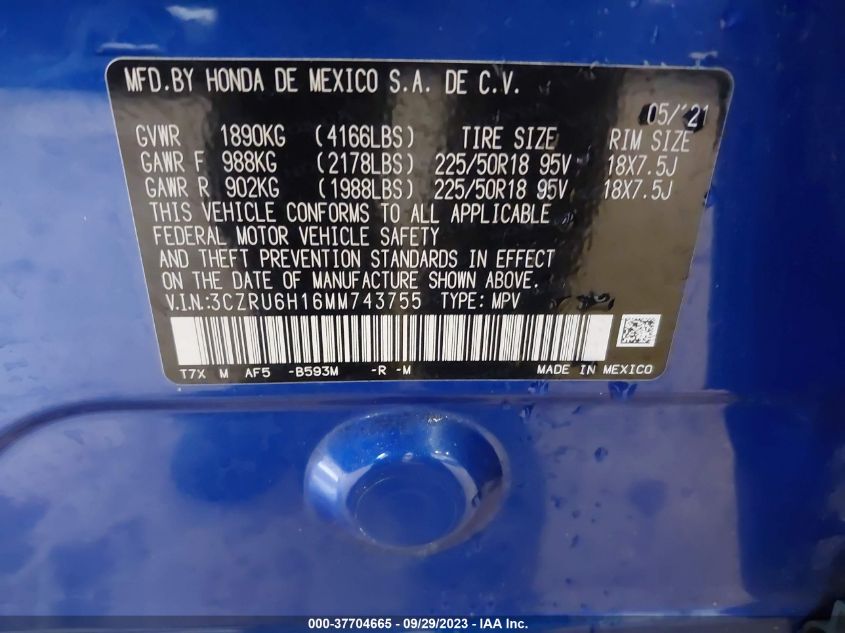 MFD.BY HONDA DE MEXICO S.A. DE C.V.
05/'21
GVWR 1890KG (4166LBS) TIRE SIZE RIM SIZE
GAWR F 988KG (2178LBS) 225/50R18 95V 18X7.5J
GAWR R 902KG (1988LBS) 225/50R18 95V 18X7.5J
THIS VEHICLE CONFORMS TO ALL APPLICABLE
FEDERAL MOTOR VEHICLE SAFETY
AND THEFT PREVENTION STANDARDS IN EFFECT
ON THE DATE OF MANUFACTURE SHOWN ABOVE.
V.I.N.:3CZRU6H16MM743755 TYPE: MPV
T7X M AF5 -B593M -R -M MADE IN MEXICO
000-37704665 - 09/29/2023 - IAA Inc.